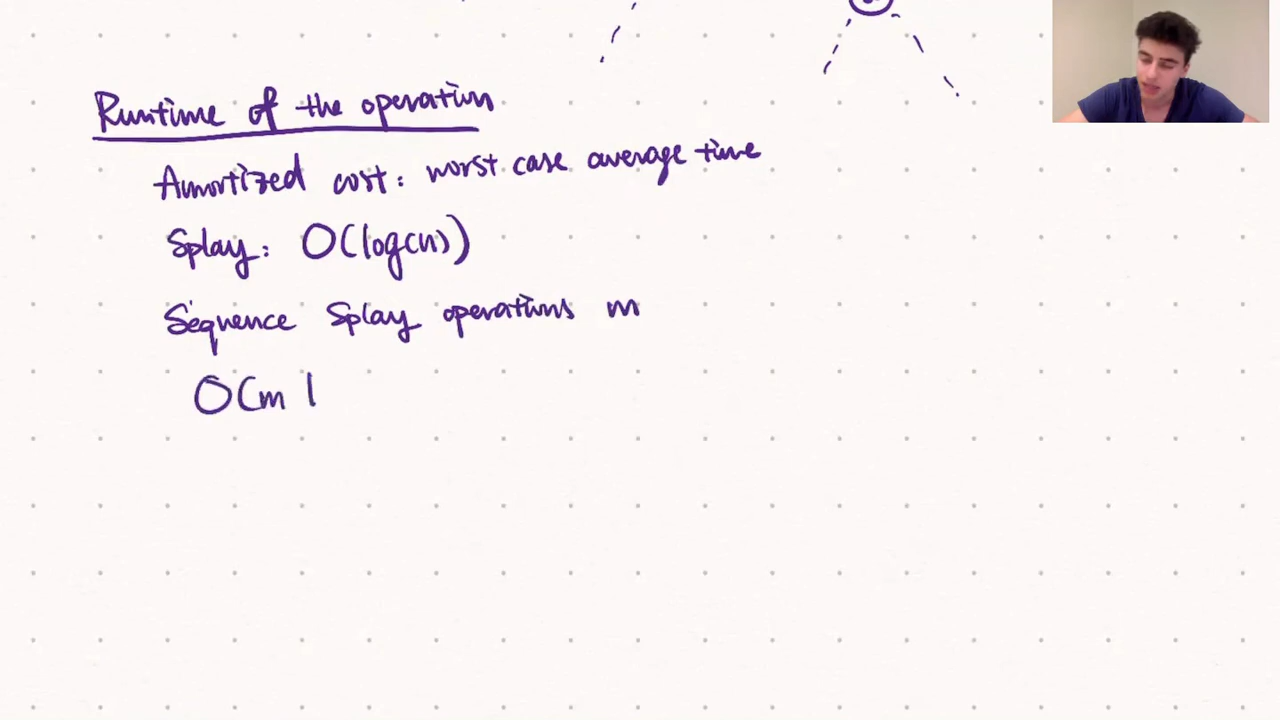 Runtime of the operation
Amortized cost: worst case average time
Splay: O(log(n))
Sequence Splay operations m
O(m l